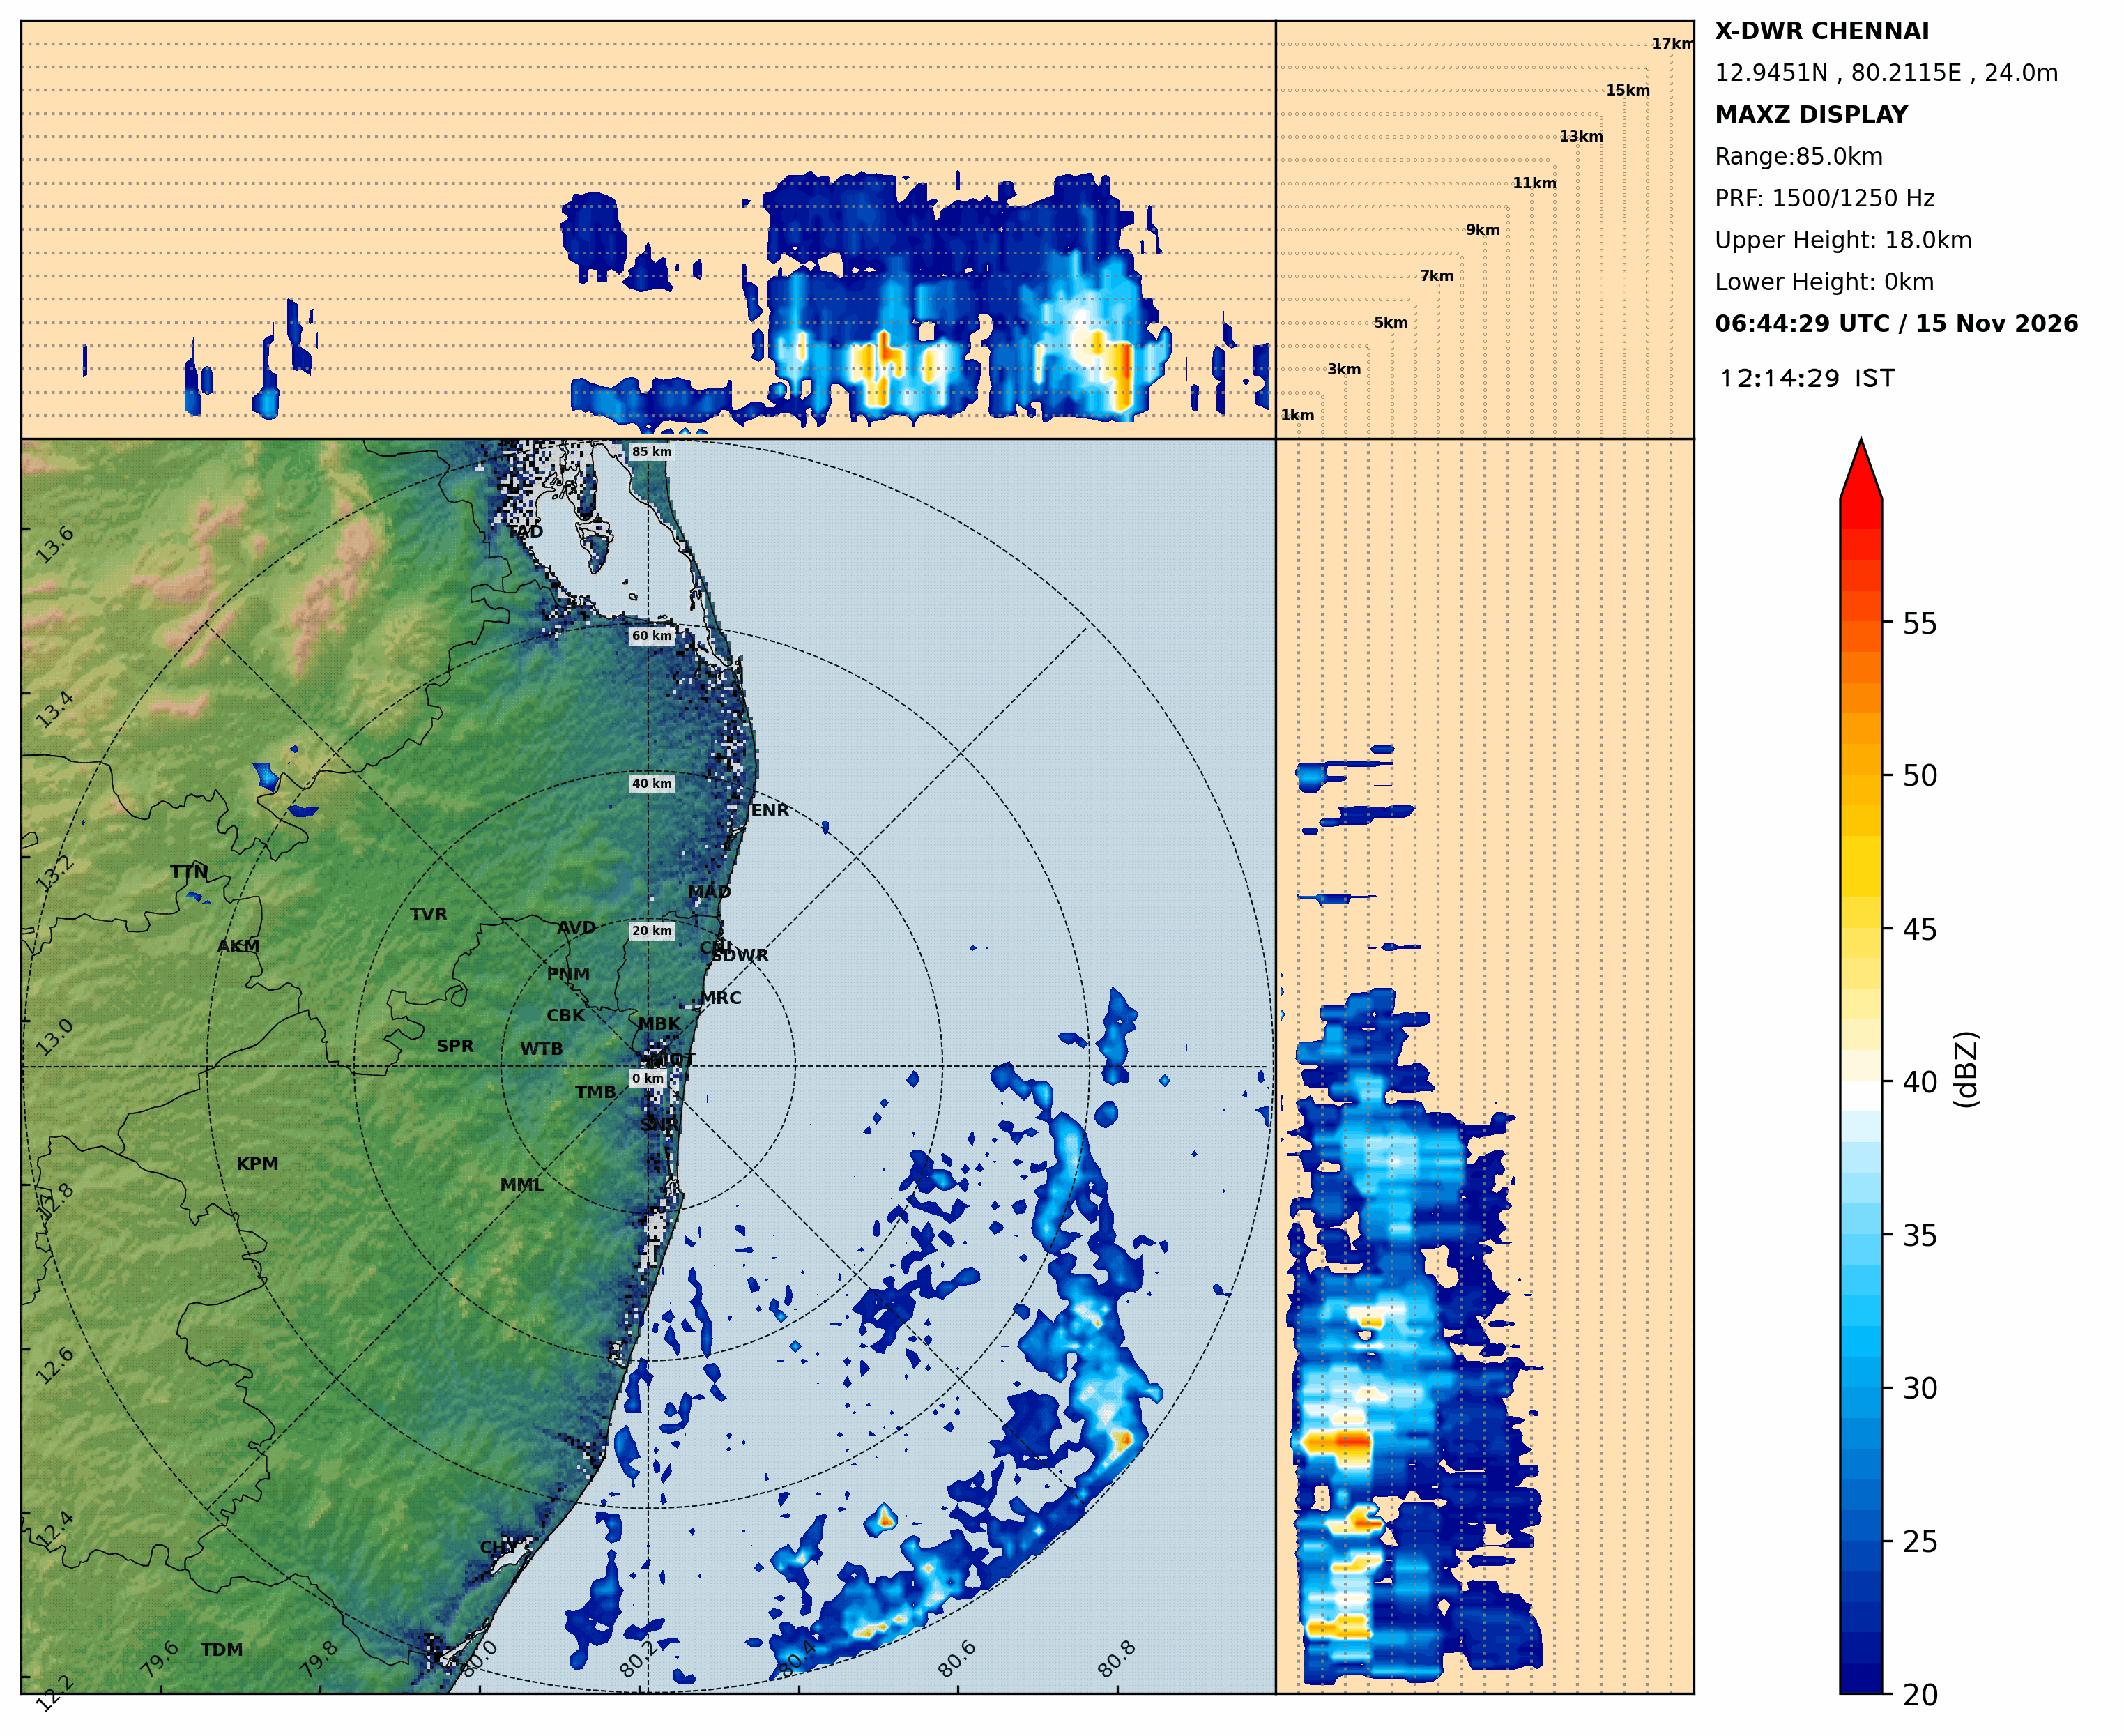 X-DWR CHENNAI
12.9451N , 80.2115E , 24.0m
MAXZ DISPLAY
Range:85.0km
PRF: 1500/1250 Hz
Upper Height: 18.0km
Lower Height: 0km
06:44:29 UTC / 15 Nov 2026
12:14:29 IST
17km
15km
13km
11km
9km
7km
5km
3km
1km
85 km
60 km
40 km
20 km
0 km
TAD
ENR
MAD
TTN
TVR
AVD
AKM
SDWR
PNM
MRC
CBK
MBK
SPR
WTB
TMB
SNR
KPM
MML
CHY
TDM
13.6
13.4
13.2
13.0
12.8
12.6
12.4
12.2
79.6
79.8
80.0
80.2
80.4
80.6
80.8
55
50
45
40
35
30
25
20
(dBZ)